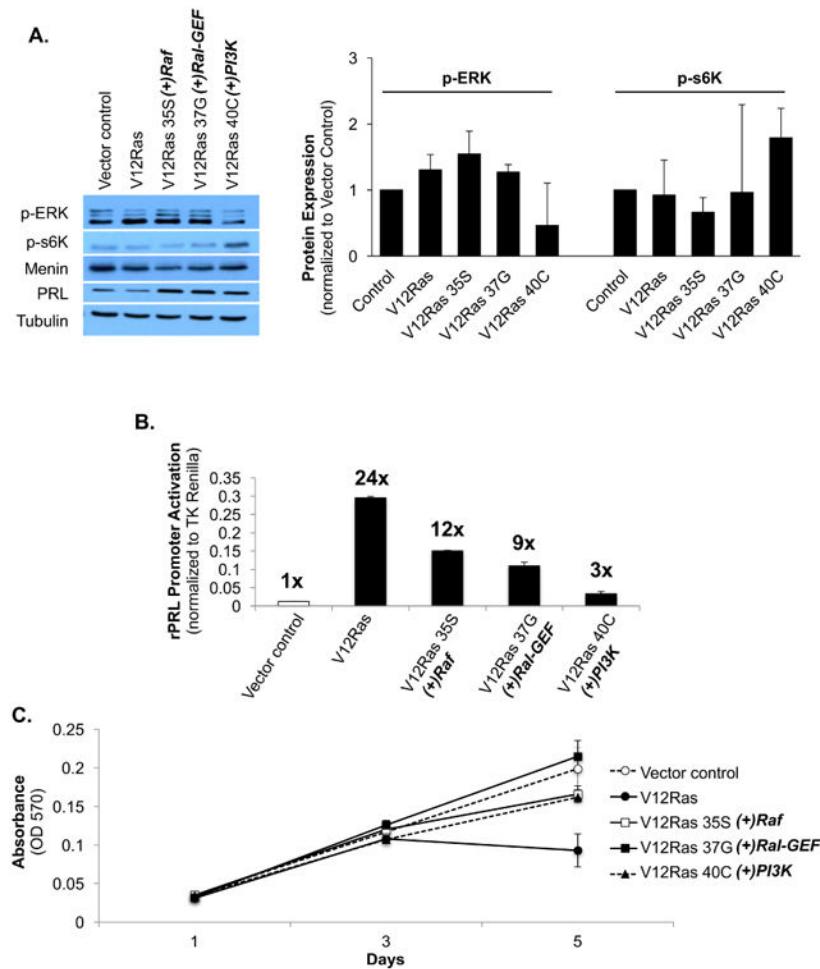 A.
Vector control
V12Ras
V12Ras 35S (+)Raf
V12Ras 37G (+)Ral-GEF
V12Ras 40C (+)PI3K
p-ERK
p-s6K
Menin
PRL
Tubulin
Protein Expression
(normalized to Vector Control)
3
2
1
0
p-ERK
p-s6K
Control
V12Ras
V12Ras 35S
V12Ras 37G
V12Ras 40C
Control
V12Ras
V12Ras 35S
V12Ras 37G
V12Ras 40C
B.
rPRL Promoter Activation
(normalized to TK Renilla)
0.35
0.3
0.25
0.2
0.15
0.1
0.05
0
1x
24x
12x
9x
3x
Vector control
V12Ras
V12Ras 35S
(+)Raf
V12Ras 37G
(+)Ral-GEF
V12Ras 40C
(+)PI3K
C.
Absorbance
(OD 570)
0.25
0.2
0.15
0.1
0.05
0
1
3
5
Days
Vector control
V12Ras
V12Ras 35S (+)Raf
V12Ras 37G (+)Ral-GEF
V12Ras 40C (+)PI3K